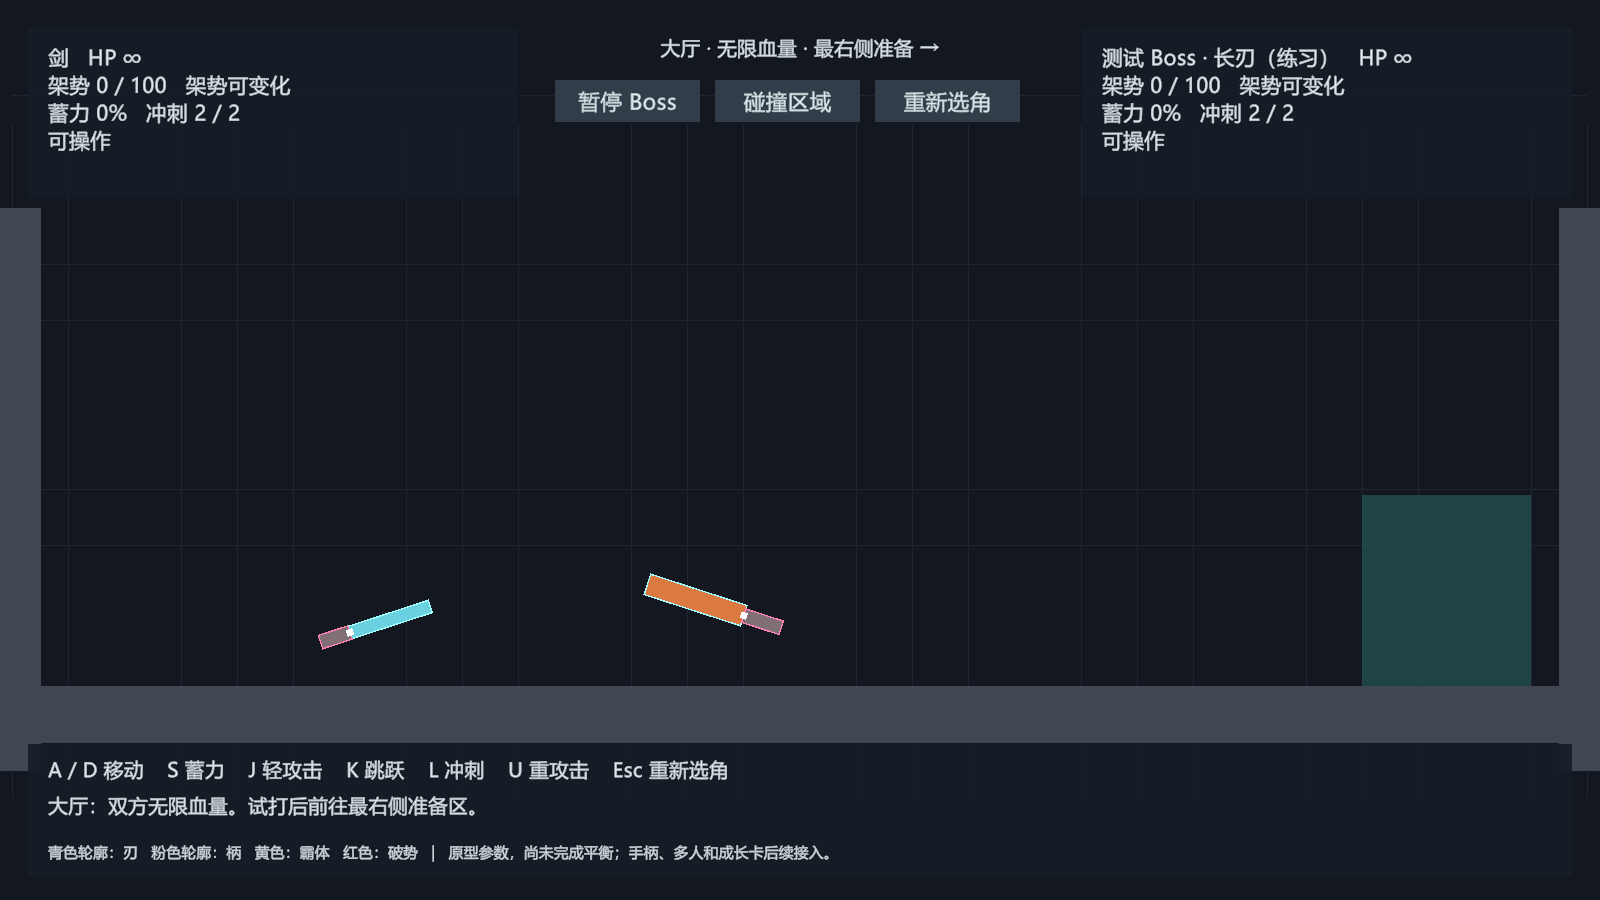 剑 HP ∞
架势 0 / 100 架势可变化
蓄力 0% 冲刺 2 / 2
可操作
大厅 · 无限血量 · 最右侧准备 →
暂停 Boss
碰撞区域
重新选角
测试 Boss · 长刃（练习） HP ∞
架势 0 / 100 架势可变化
蓄力 0% 冲刺 2 / 2
可操作
A / D 移动 S 蓄力 J 轻攻击 K 跳跃 L 冲刺 U 重攻击 Esc 重新选角
大厅：双方无限血量。试打后前往最右侧准备区。
青色轮廓：刃 粉色轮廓：柄 黄色：霸体 红色：破势 | 原型参数，尚未完成平衡；手柄、多人和成长卡后续接入。